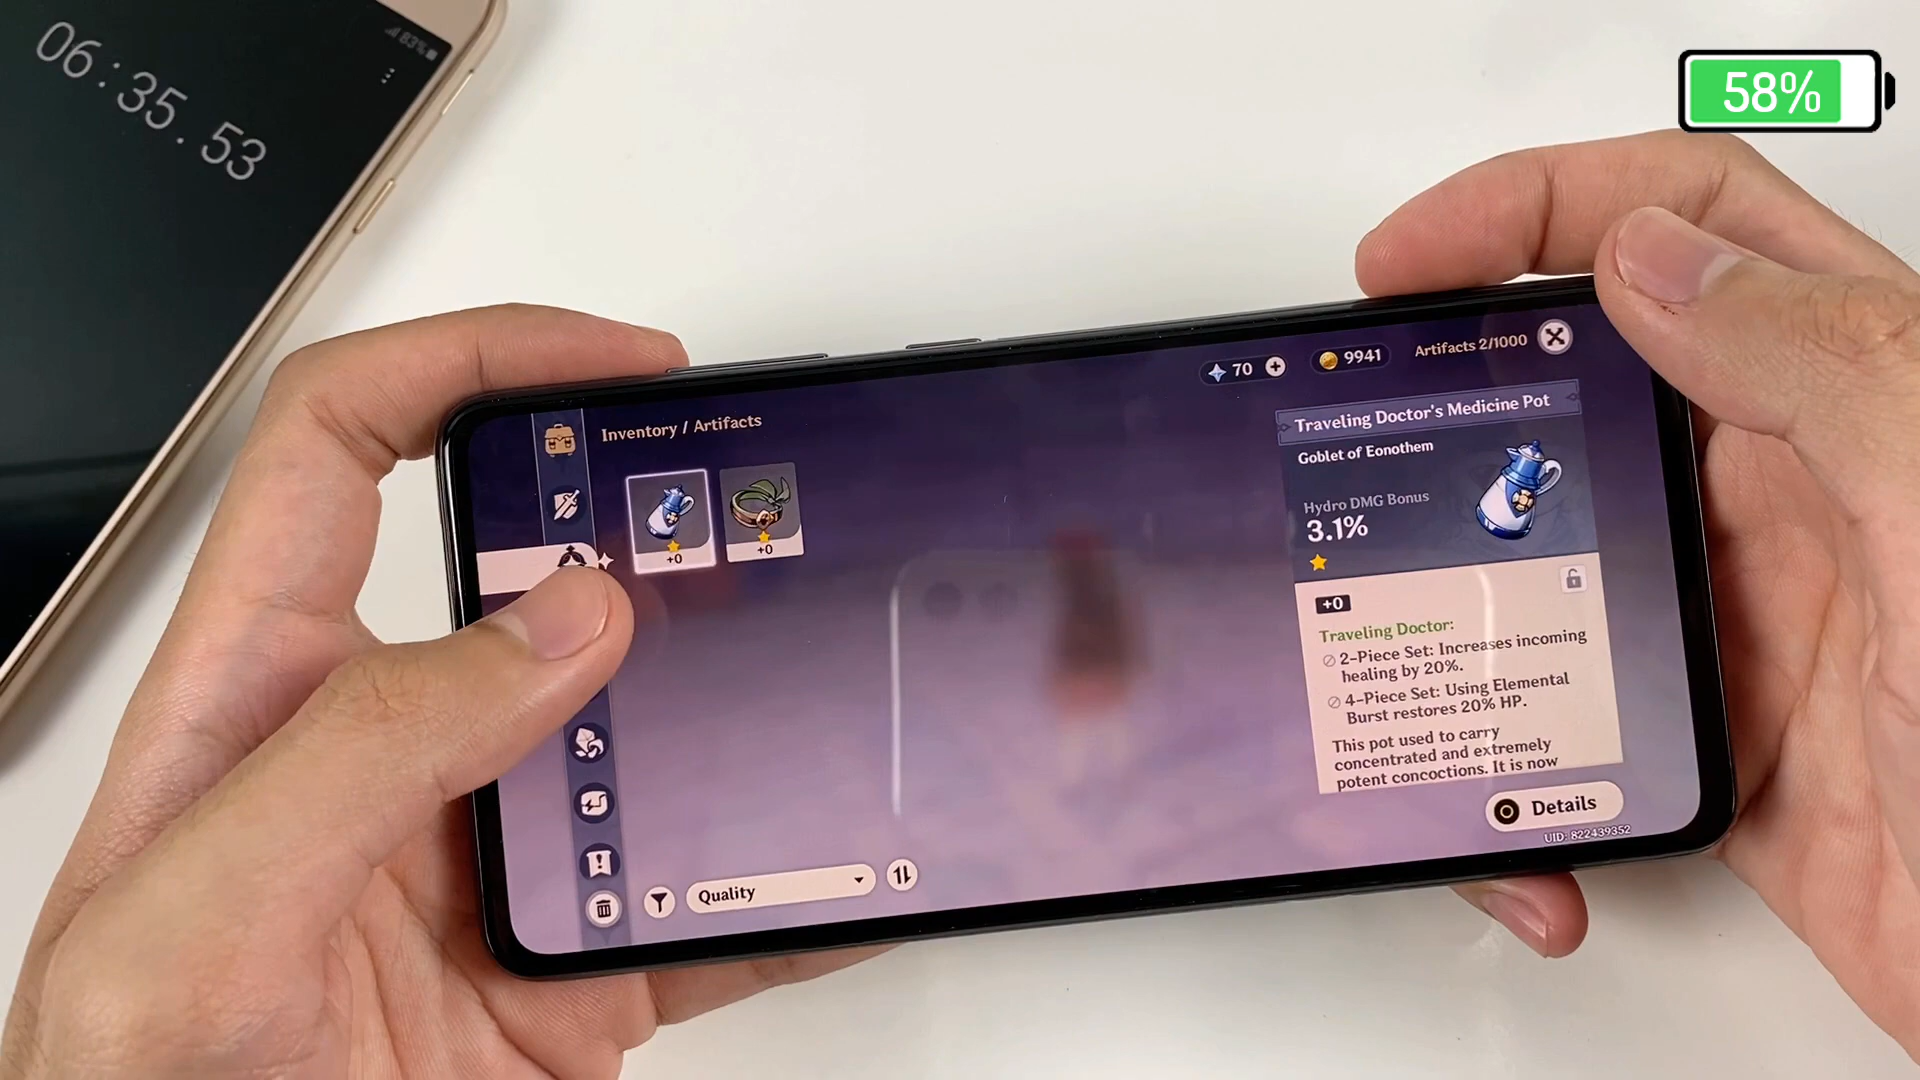 06:35.53
83%
58%
70
9941
Artifacts 2/1000
Inventory / Artifacts
+0
+0
Traveling Doctor's Medicine Pot
Goblet of Eonothem
Hydro DMG Bonus
3.1%
+0
Traveling Doctor:
2-Piece Set: Increases incoming
healing by 20%.
4-Piece Set: Using Elemental
Burst restores 20% HP.
This pot used to carry
concentrated and extremely
potent concoctions. It is now
Details
Quality
UID: 822439352